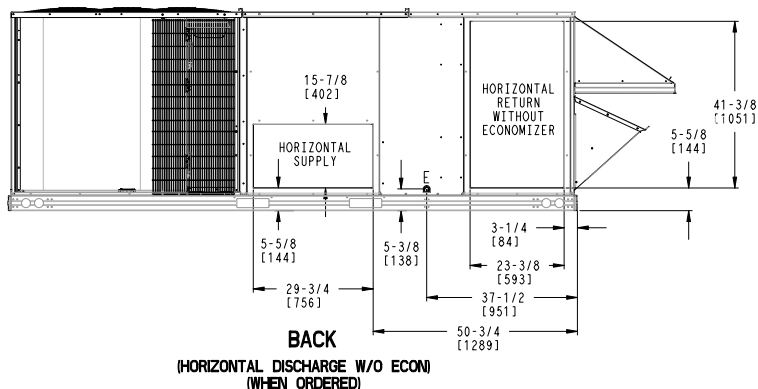 15-7/8
[402]
HORIZONTAL
SUPPLY
HORIZONTAL
RETURN
WITHOUT
ECONOMIZER
E
41-3/8
[1051]
5-5/8
[144]
5-5/8
[144]
5-3/8
[138]
3-1/4
[84]
23-3/8
[593]
29-3/4
[756]
37-1/2
[951]
50-3/4
[1289]
BACK
(HORIZONTAL DISCHARGE W/O ECON)
(WHEN ORDERED)